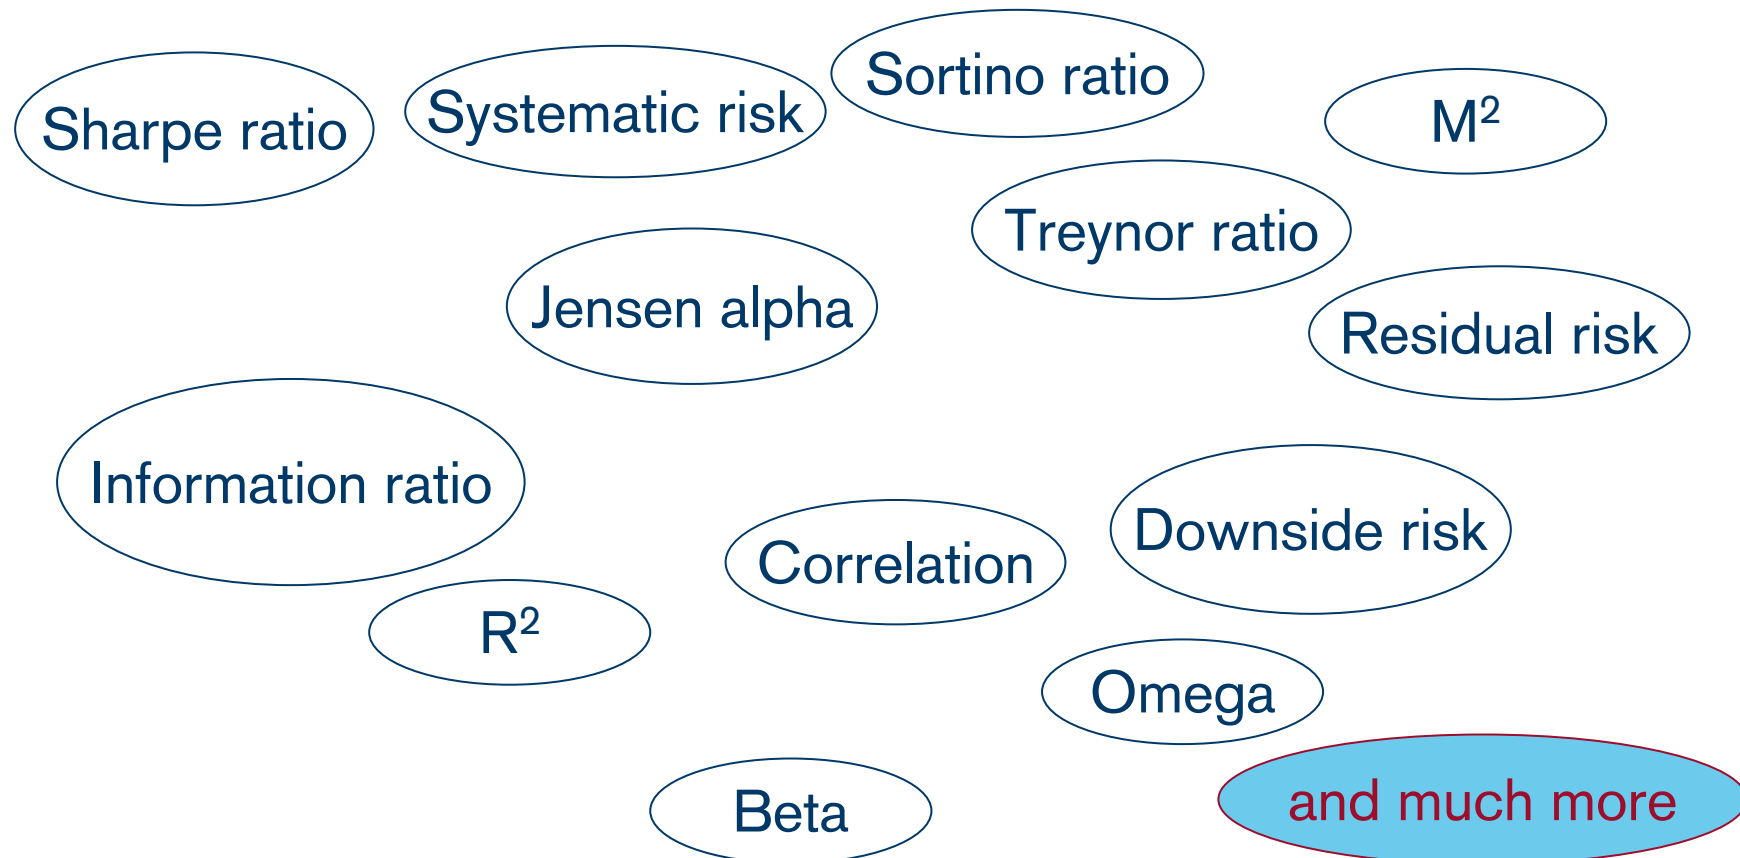 Sharpe ratio
Systematic risk
Sortino ratio
M²
Treynor ratio
Jensen alpha
Residual risk
Information ratio
Downside risk
Correlation
R²
Omega
Beta
and much more